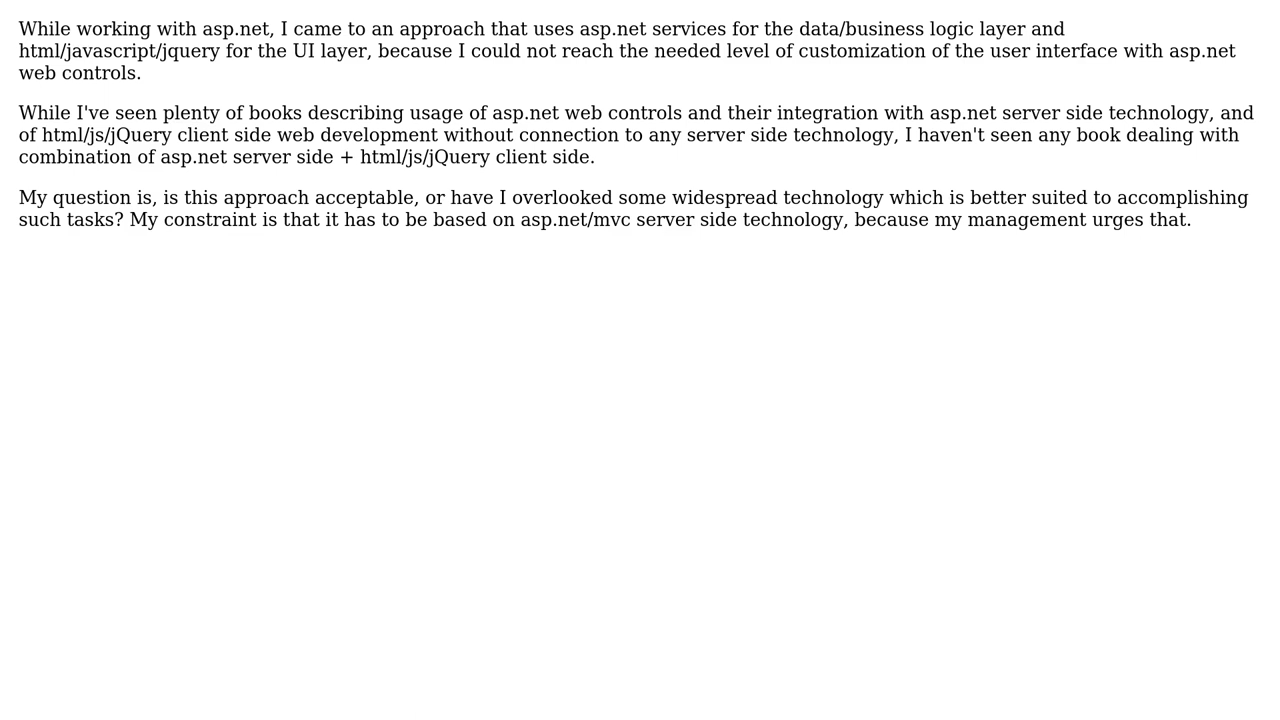 While working with asp.net, I came to an approach that uses asp.net services for the data/business logic layer and
html/javascript/jquery for the UI layer, because I could not reach the needed level of customization of the user interface with asp.net
web controls.
While I've seen plenty of books describing usage of asp.net web controls and their integration with asp.net server side technology, and
of html/js/jQuery client side web development without connection to any server side technology, I haven't seen any book dealing with
combination of asp.net server side + html/js/jQuery client side.
My question is, is this approach acceptable, or have I overlooked some widespread technology which is better suited to accomplishing
such tasks? My constraint is that it has to be based on asp.net/mvc server side technology, because my management urges that.